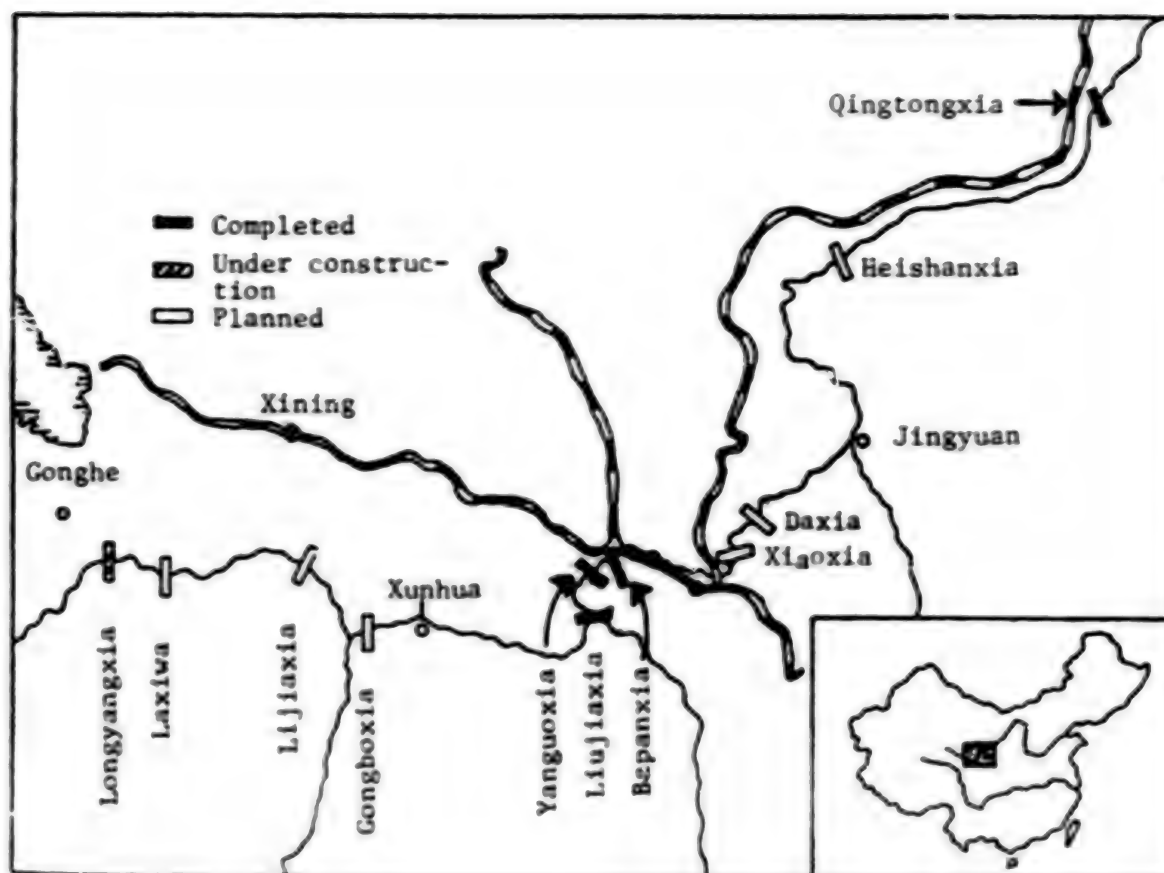 Qingtongxia
Completed
Under construc-
tion
Planned
Heishanxia
Xining
Jingyuan
Gonghe
Daxia
Xiaoxia
Xunhua
Longyangxia
Laxiwa
Lijiaxia
Gongboxia
Yanguoxia
Liujiaxia
Bapanxia